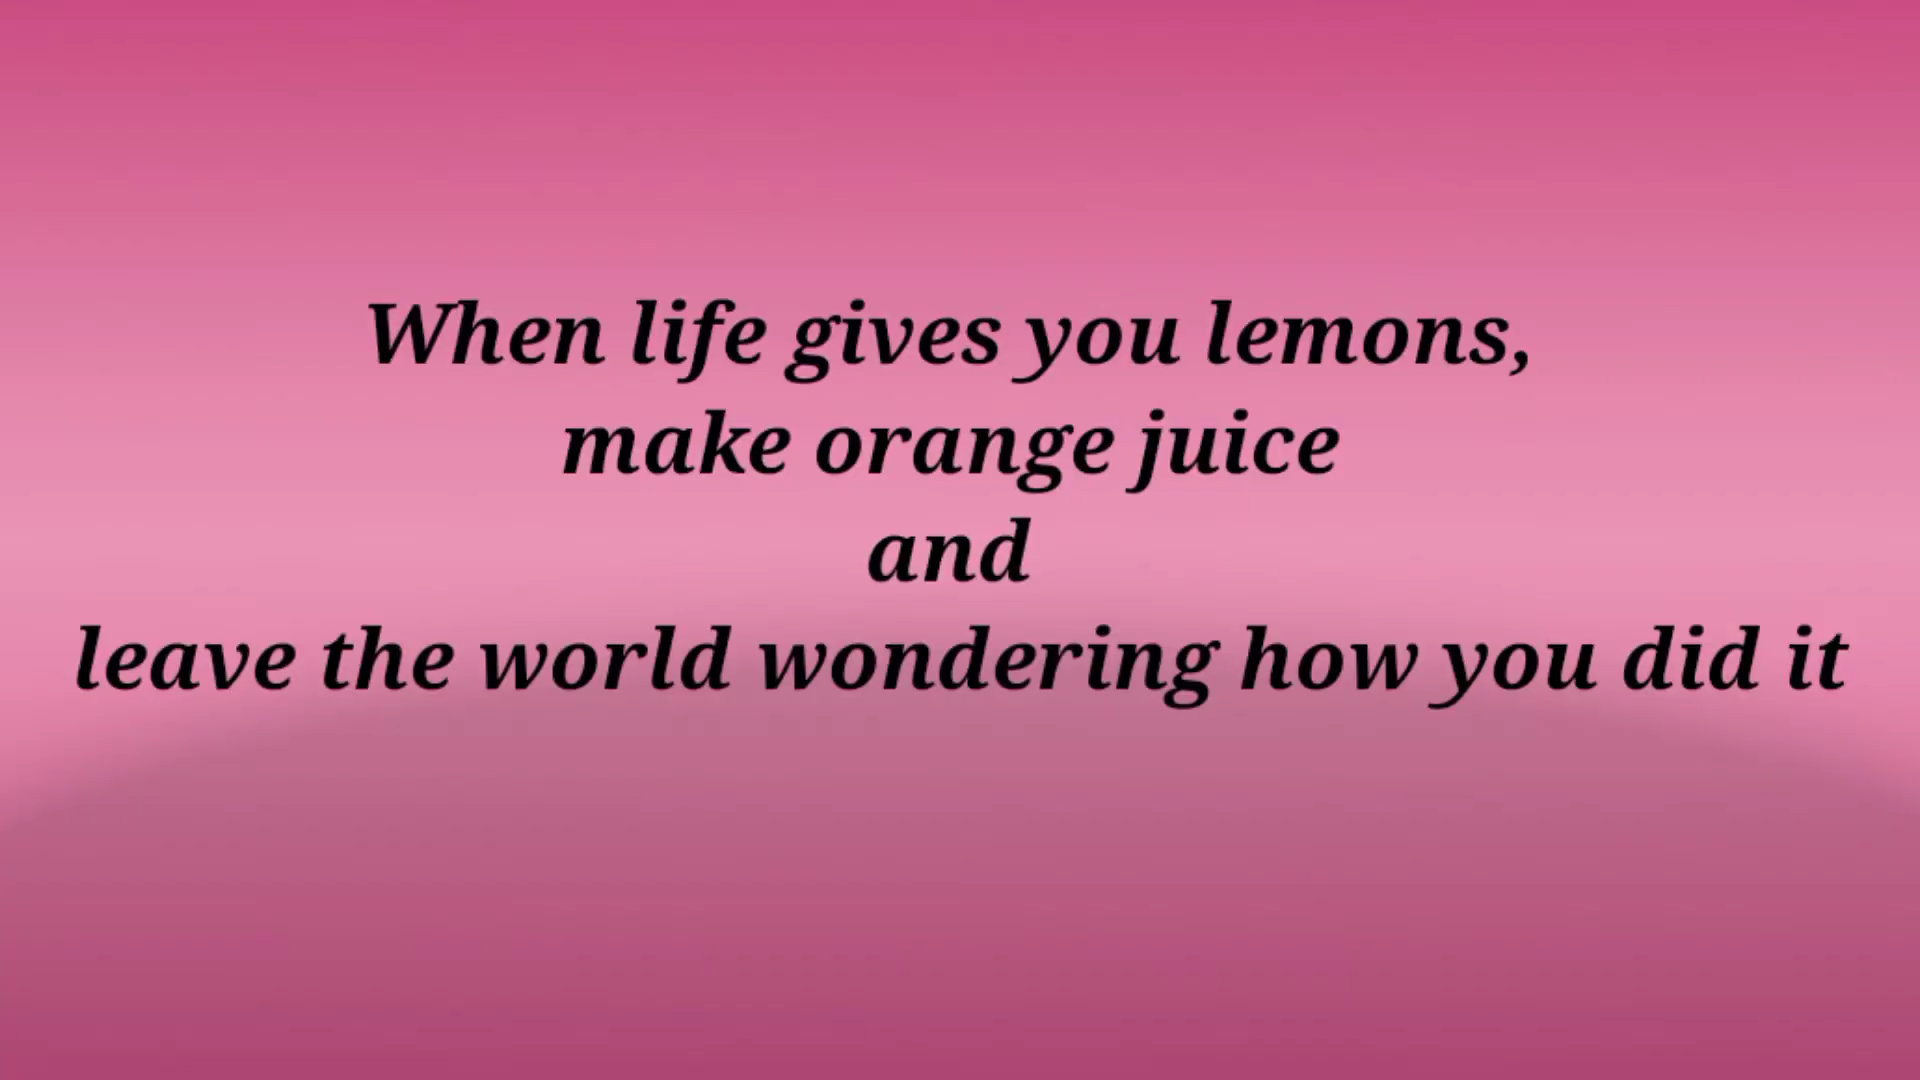 When life gives you lemons,
make orange juice
and
leave the world wondering how you did it